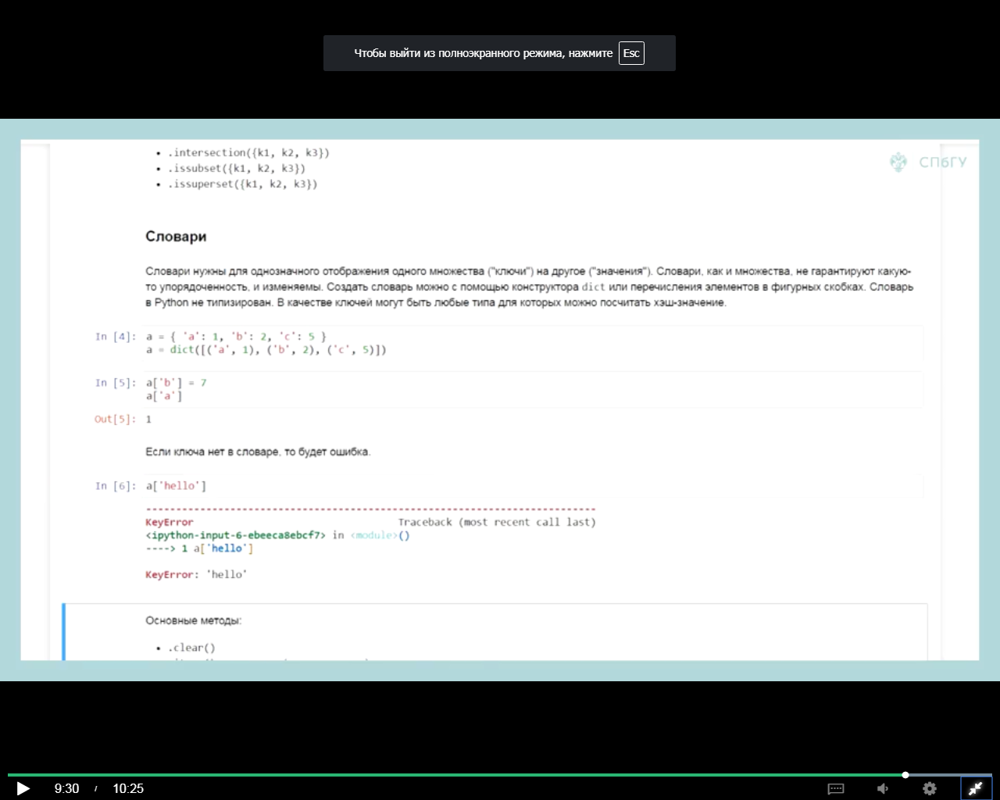 Чтобы выйти из полноэкранного режима, нажмите Esc
• .intersection({k1, k2, k3})
• .issubset({k1, k2, k3})
• .issuperset({k1, k2, k3})
СПбГУ
Словари
Словари нужны для однозначного отображения одного множества ("ключи") на другое ("значения"). Словари, как и множества, не гарантируют какую-
то упорядоченность, и изменяемы. Создать словарь можно с помощью конструктора dict или перечисления элементов в фигурных скобках. Словарь
в Python не типизирован. В качестве ключей могут быть любые типа для которых можно посчитать хэш-значение.
In [4]: a = { 'a': 1, 'b': 2, 'c': 5 }
a = dict([('a', 1), ('b', 2), ('c', 5)])
In [5]: a['b'] = 7
a['a']
Out[5]: 1
Если ключа нет в словаре, то будет ошибка.
In [6]: a['hello']
---------------------------------------------------------------------------
KeyError Traceback (most recent call last)
<ipython-input-6-ebeeca8ebcf7> in <module>()
----> 1 a['hello']
KeyError: 'hello'
Основные методы:
• .clear()
9:30 / 10:25